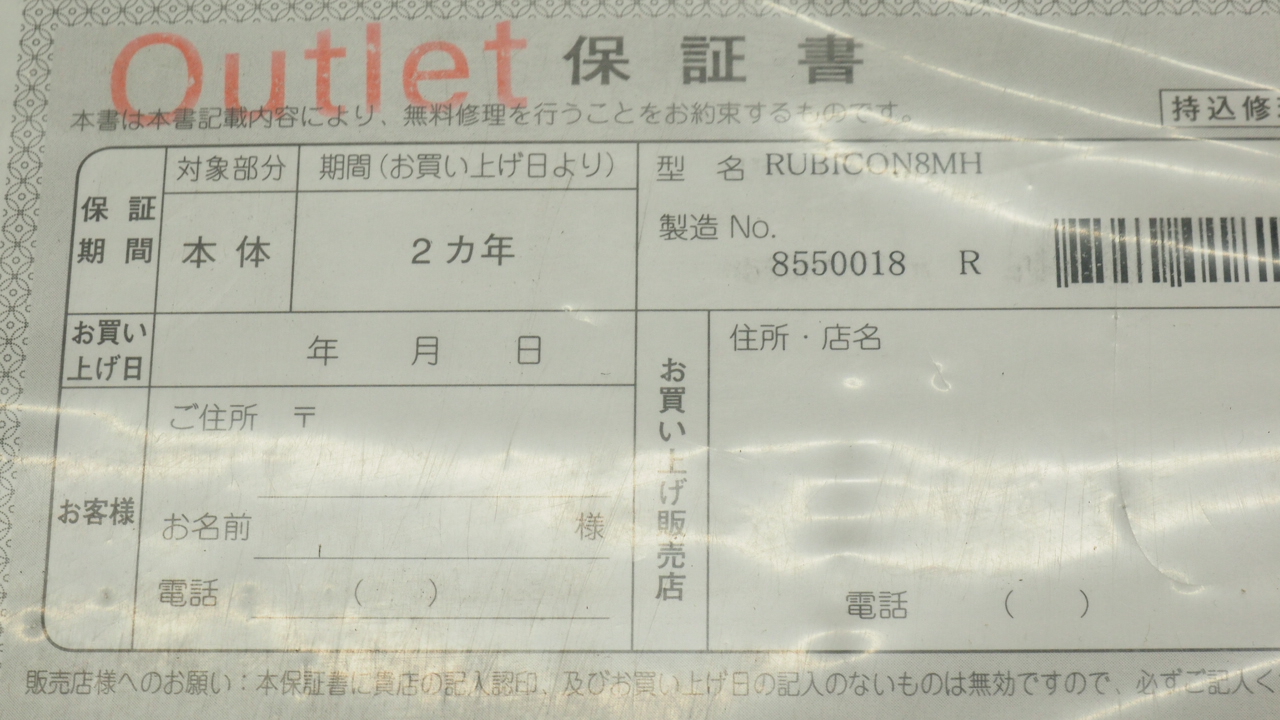 Outlet 保証書
本書は本書記載内容により、無料修理を行うことをお約束するものです。
持込修
保証期間
対象部分
期間(お買い上げ日より)
本体
2カ年
型名 RUBICON8MH
製造No.
8550018 R
お買い上げ日
年 月 日
お客様
ご住所 〒
お名前 様
電話 ( )
お買い上げ販売店
住所・店名
電話 ( )
販売店様へのお願い:本保証書に貴店の記入認印、及びお買い上げ日の記入のないものは無効ですので、必ずご記入く